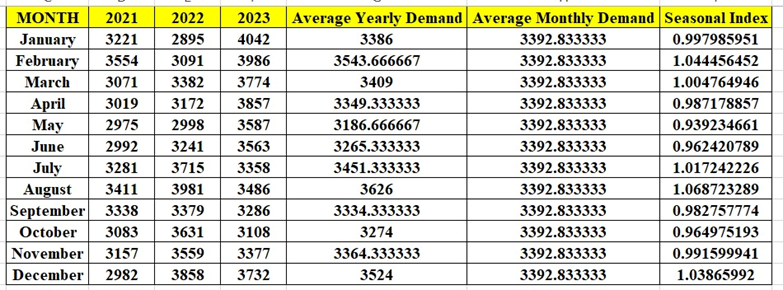 MONTH 2021 2022 2023 Average Yearly Demand Average Monthly Demand Seasonal Index
January 3221 2895 4042 3386 3392.833333 0.997985951
February 3554 3091 3986 3543.666667 3392.833333 1.044456452
March 3071 3382 3774 3409 3392.833333 1.004764946
April 3019 3172 3857 3349.333333 3392.833333 0.987178857
May 2975 2998 3587 3186.666667 3392.833333 0.939234661
June 2992 3241 3563 3265.333333 3392.833333 0.962420789
July 3281 3715 3358 3451.333333 3392.833333 1.017242226
August 3411 3981 3486 3626 3392.833333 1.068723289
September 3338 3379 3286 3334.333333 3392.833333 0.982757774
October 3083 3631 3108 3274 3392.833333 0.964975193
November 3157 3559 3377 3364.333333 3392.833333 0.991599941
December 2982 3858 3732 3524 3392.833333 1.03865992